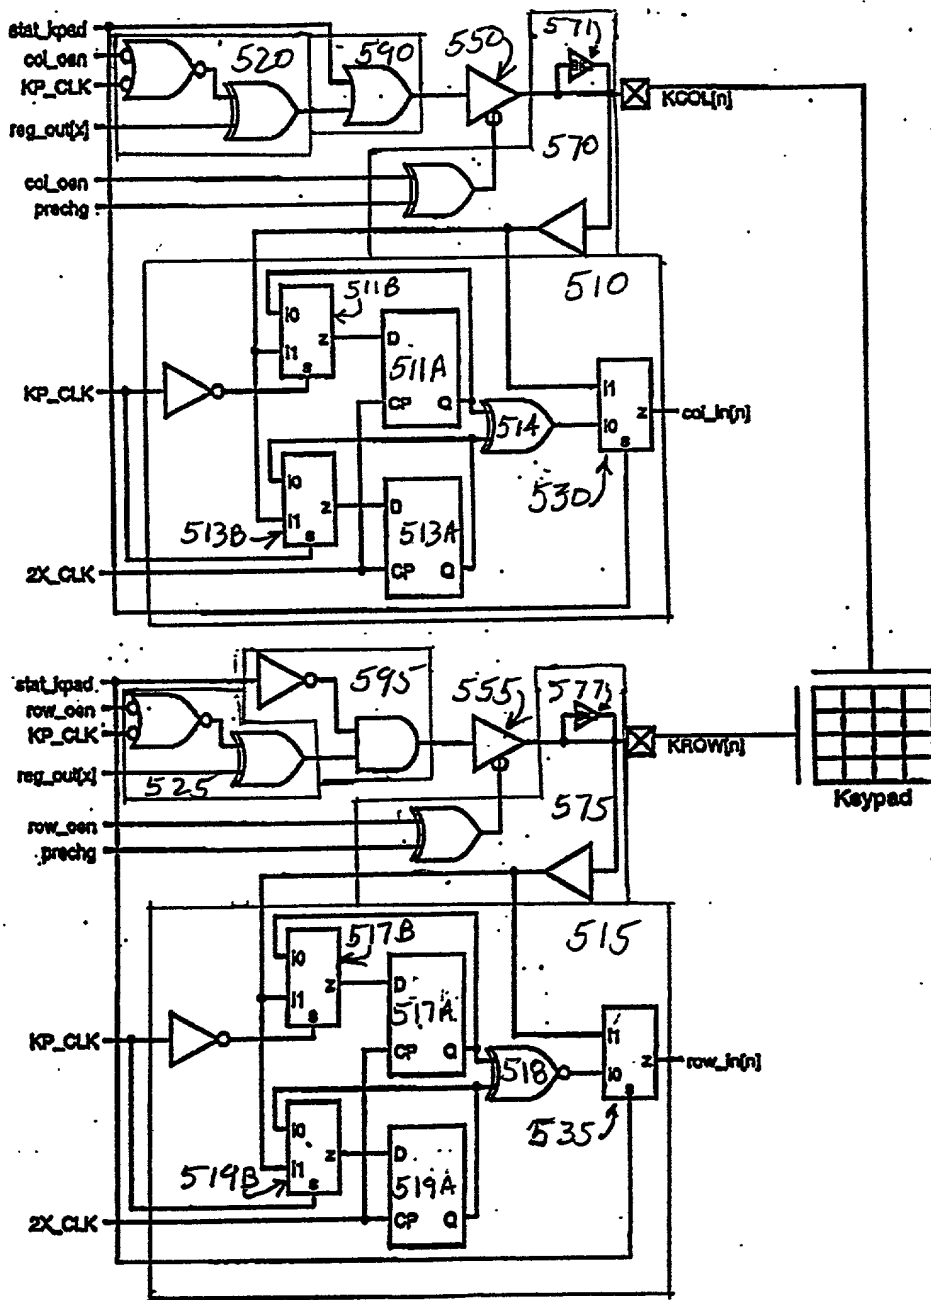 stat_kpad
col_oen
KP_CLK
reg_out[x]
520
590
550
571
KCOL[n]
570
col_oen
prechg
510
511B
i0
i1
z
s
D
511A
CP
Q
KP_CLK
514
i1
i0
z
s
col_in[n]
530
i0
i1
z
s
513B
D
513A
CP
Q
2X_CLK
stat_kpad
row_oen
KP_CLK
reg_out[x]
525
595
555
577
KROW[n]
575
Keypad
row_oen
prechg
515
517B
i0
i1
z
s
D
517A
CP
Q
KP_CLK
518
i1
i0
z
s
row_in[n]
535
i0
i1
z
s
519B
D
519A
CP
Q
2X_CLK